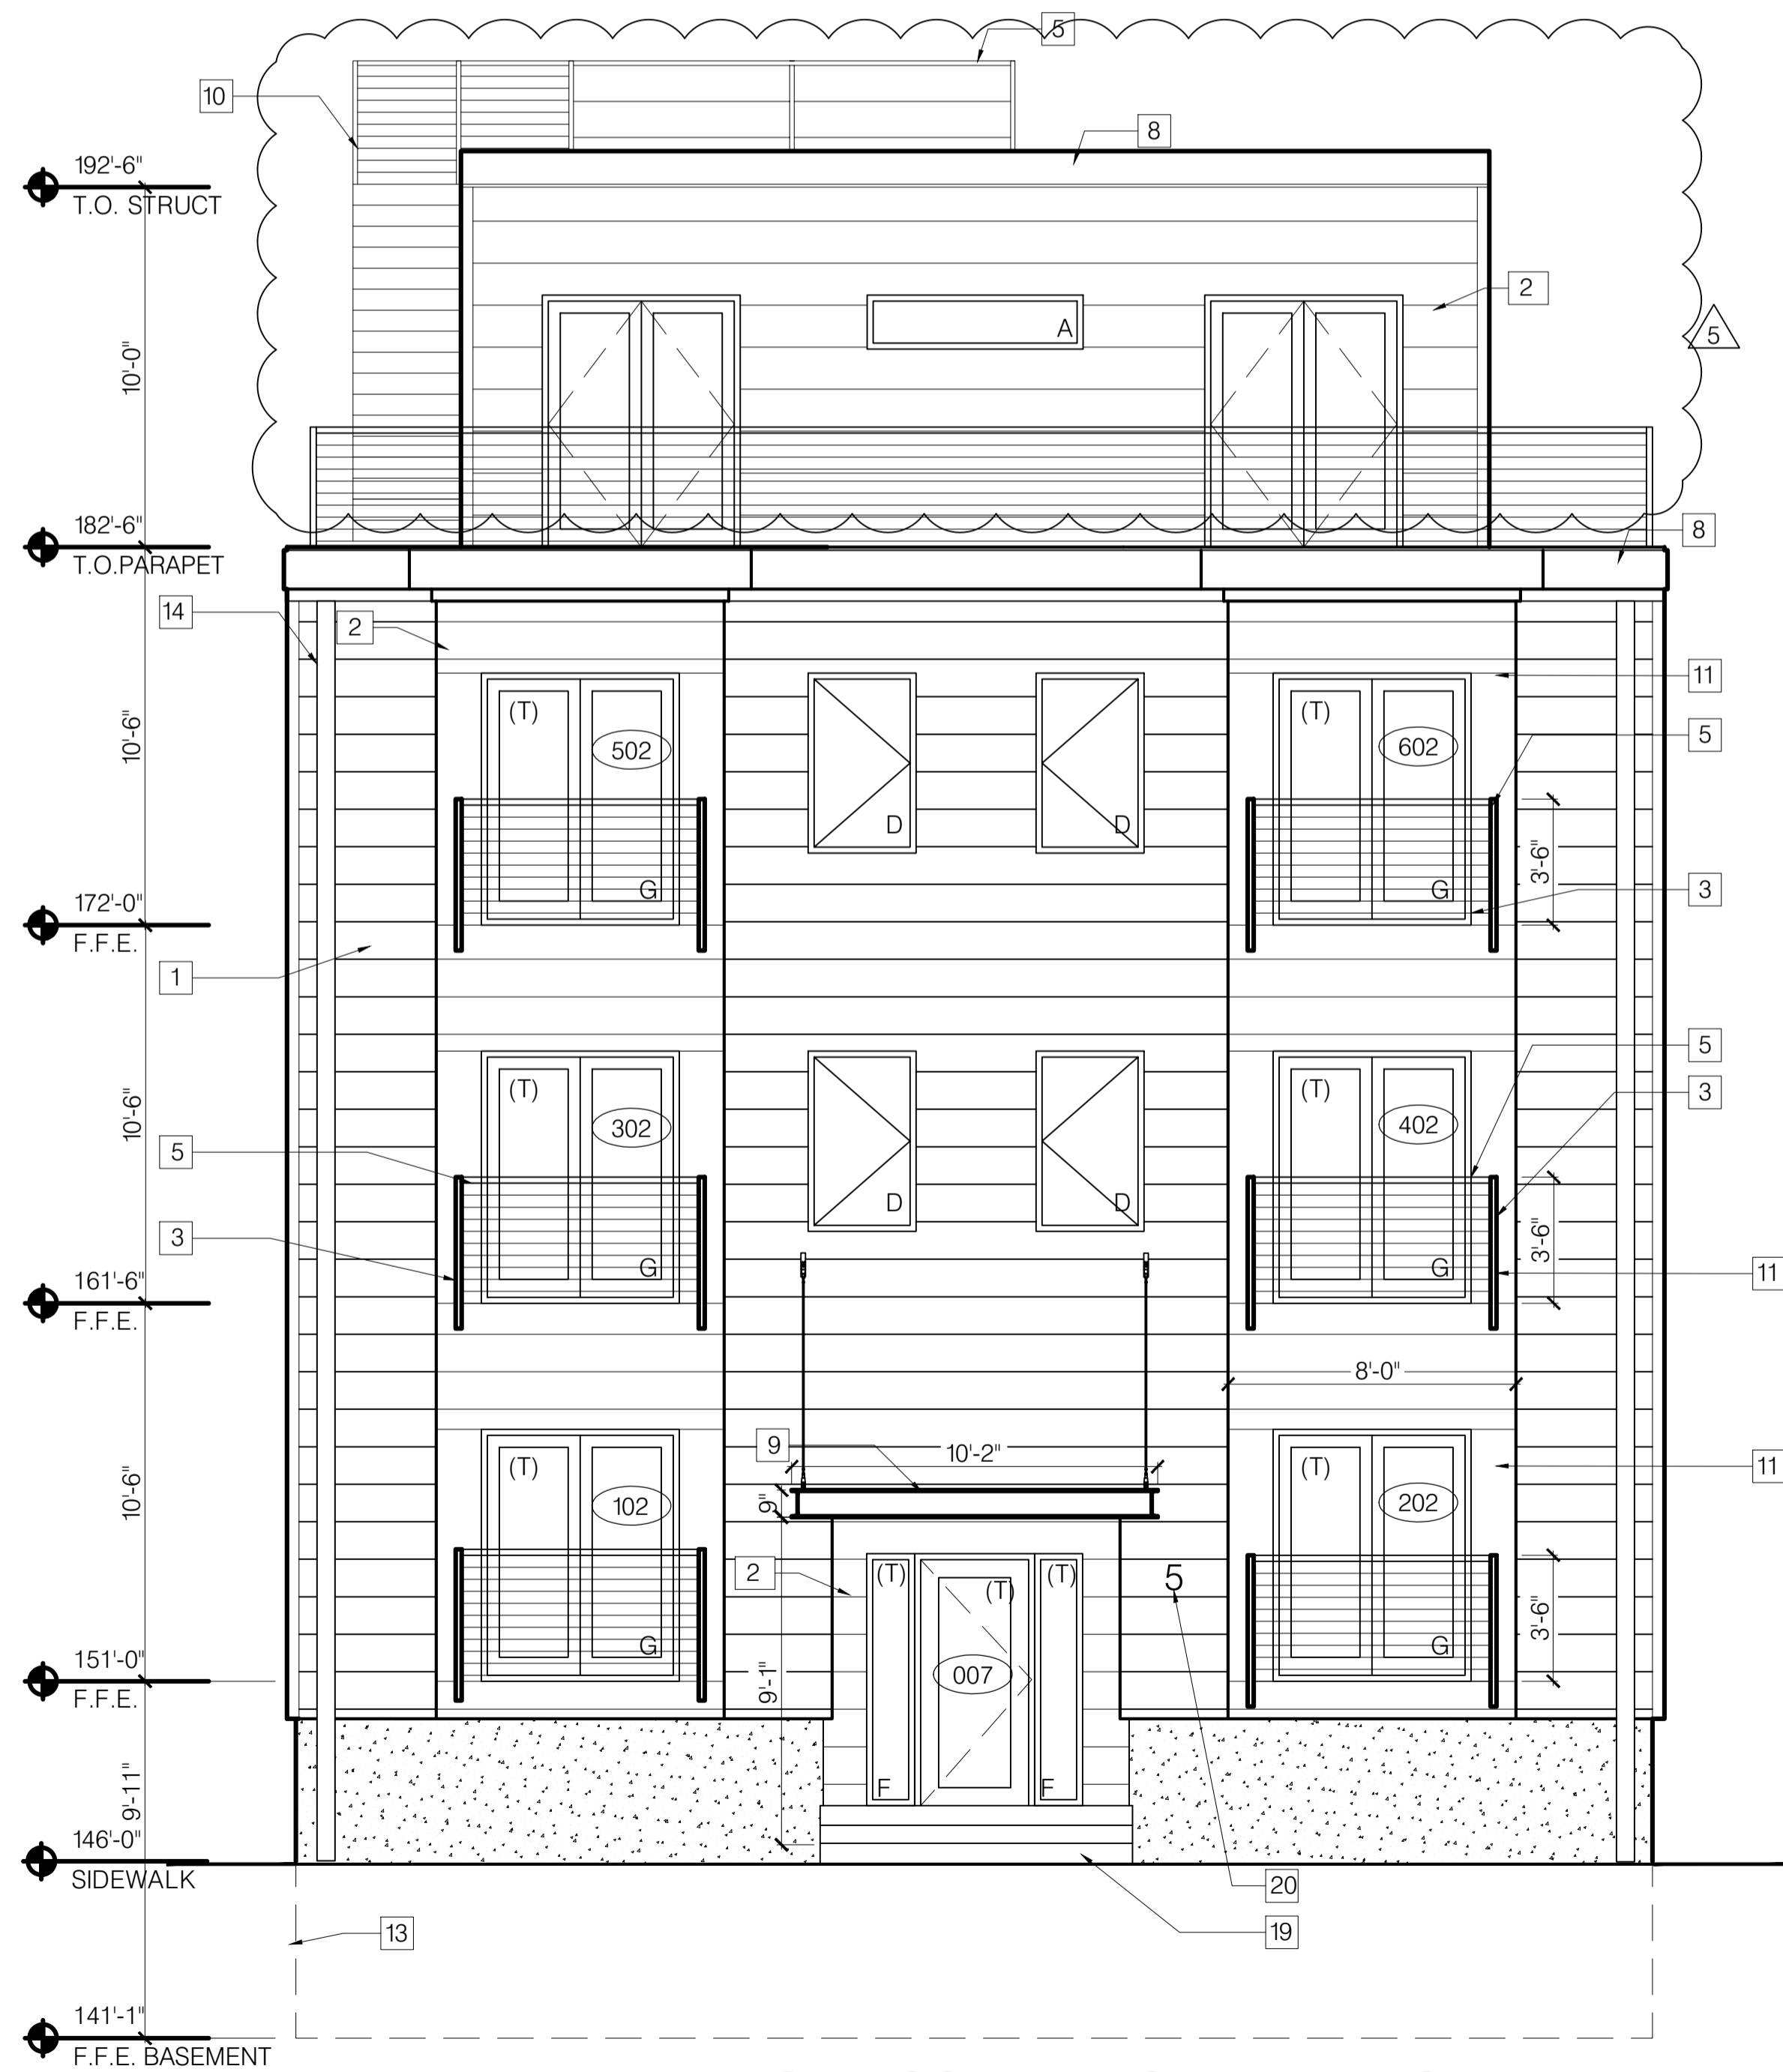 5
10
8
192'-6"
T.O. STRUCT
2
A
5
10'-0"
182'-6"
T.O.PARAPET
8
14
2
11
(T)
(T)
5
502
602
10'-6"
D
D
3'-6"
G
G
3
172'-0"
F.F.E.
1
5
(T)
(T)
3
302
402
10'-6"
5
D
D
3'-6"
3
G
G
11
161'-6"
F.F.E.
8'-0"
9
10'-2"
(T)
(T)
11
10'-6"
102
9"
202
2
(T)
(T)
(T)
5
3'-6"
G
G
151'-0"
F.F.E.
007
9'-1"
F
F
9'-11"
146'-0"
SIDEWALK
20
13
19
141'-1"
F.F.E. BASEMENT